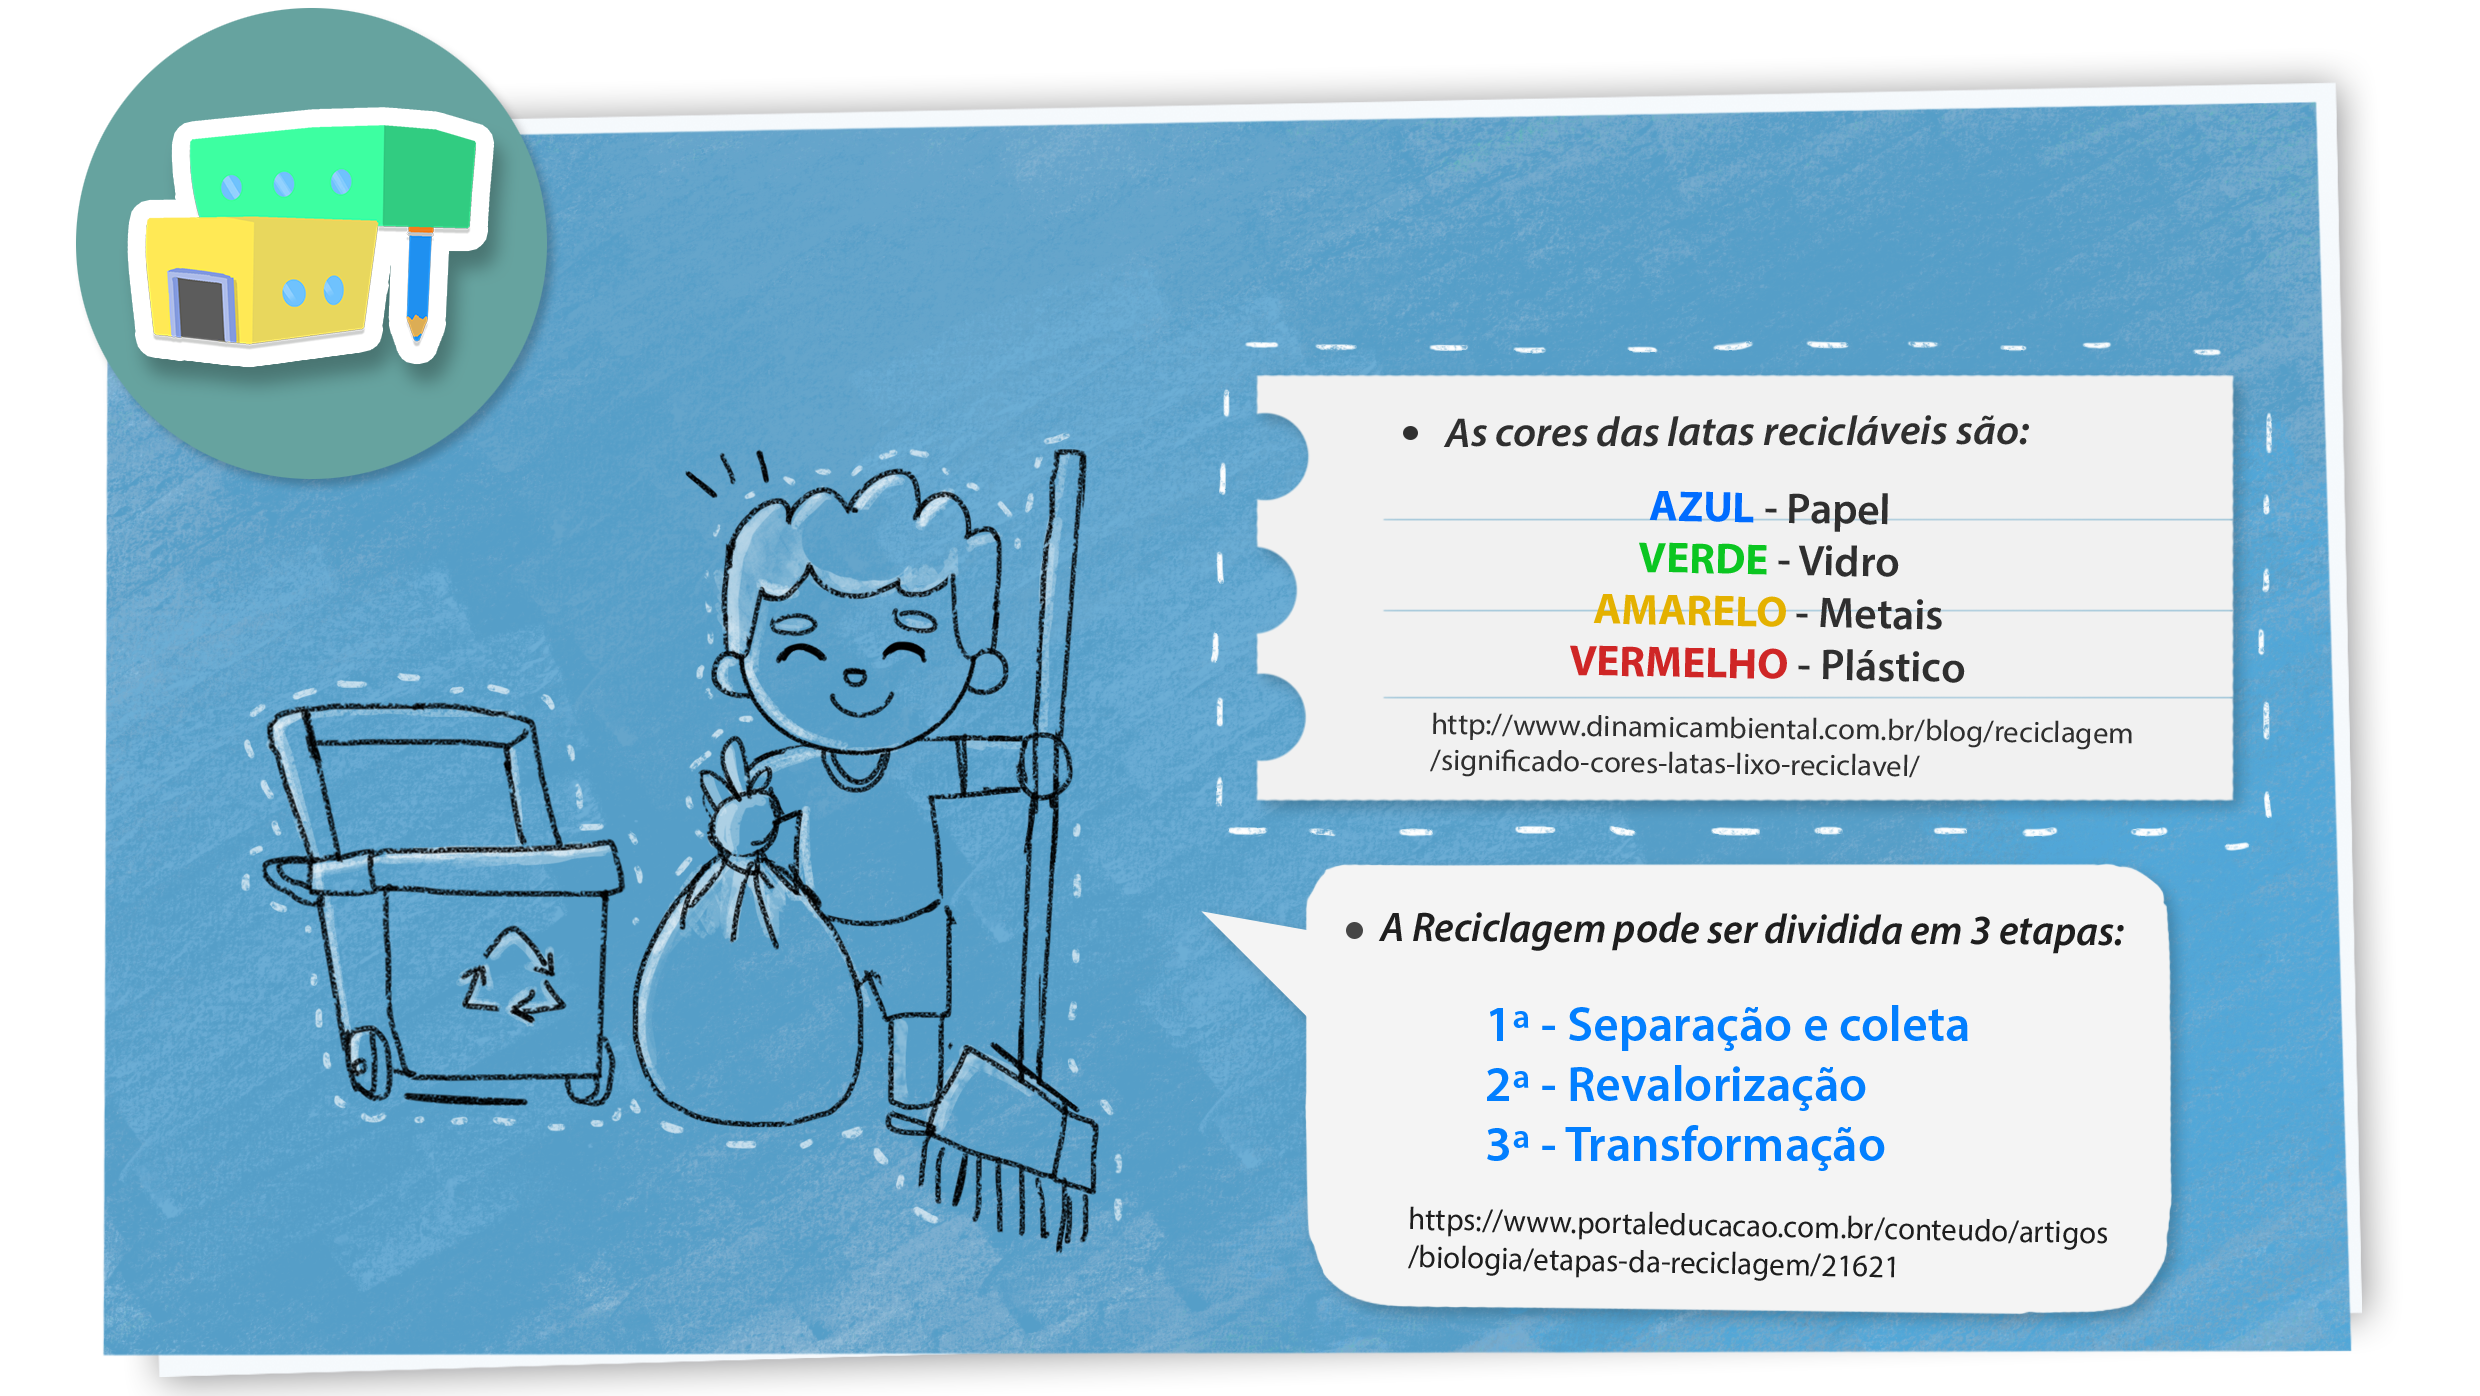 • As cores das latas recicláveis são:
AZUL - Papel
VERDE - Vidro
AMARELO - Metais
VERMELHO - Plástico
http://www.dinamicambiental.com.br/blog/reciclagem
/significado-cores-latas-lixo-reciclavel/
• A Reciclagem pode ser dividida em 3 etapas:
1ª - Separação e coleta
2ª - Revalorização
3ª - Transformação
https://www.portaleducacao.com.br/conteudo/artigos
/biologia/etapas-da-reciclagem/21621